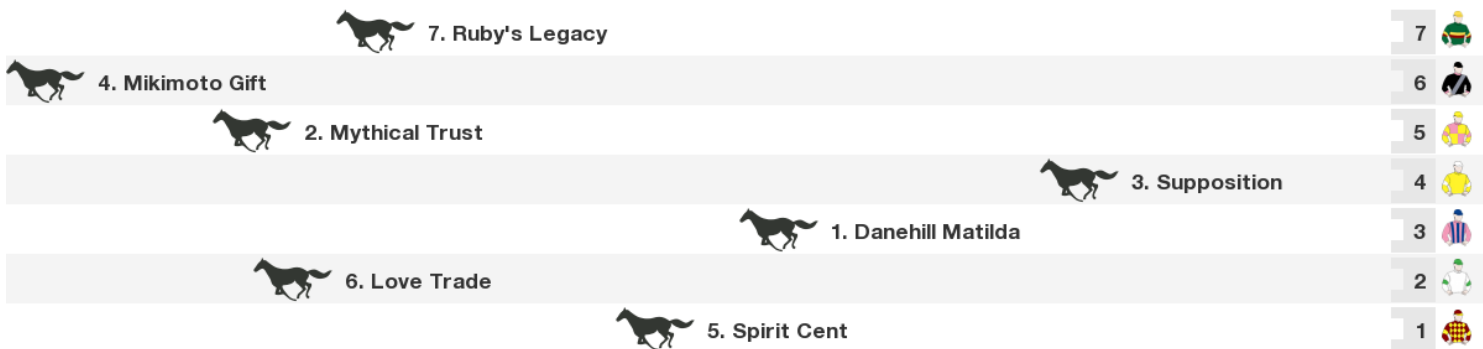 7. Ruby's Legacy 7
4. Mikimoto Gift 6
2. Mythical Trust 5
3. Supposition 4
1. Danehill Matilda 3
6. Love Trade 2
5. Spirit Cent 1